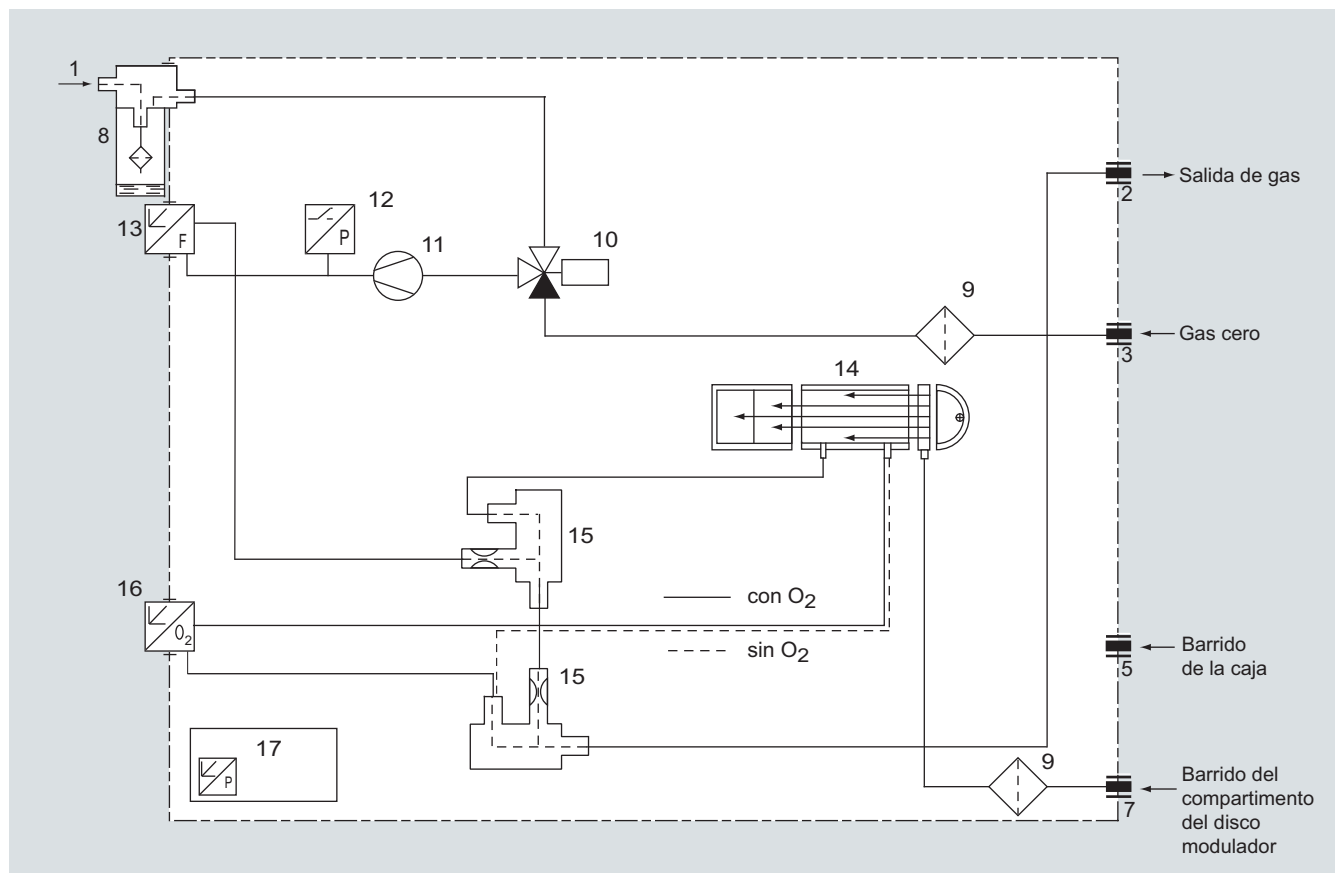 1
8
13
F
12
P
11
10
9
2
Salida de gas
3
Gas cero
14
15
16
O2
con O2
sin O2
15
5
Barrido
de la caja
17
P
9
7
Barrido del
compartimento
del disco
modulador